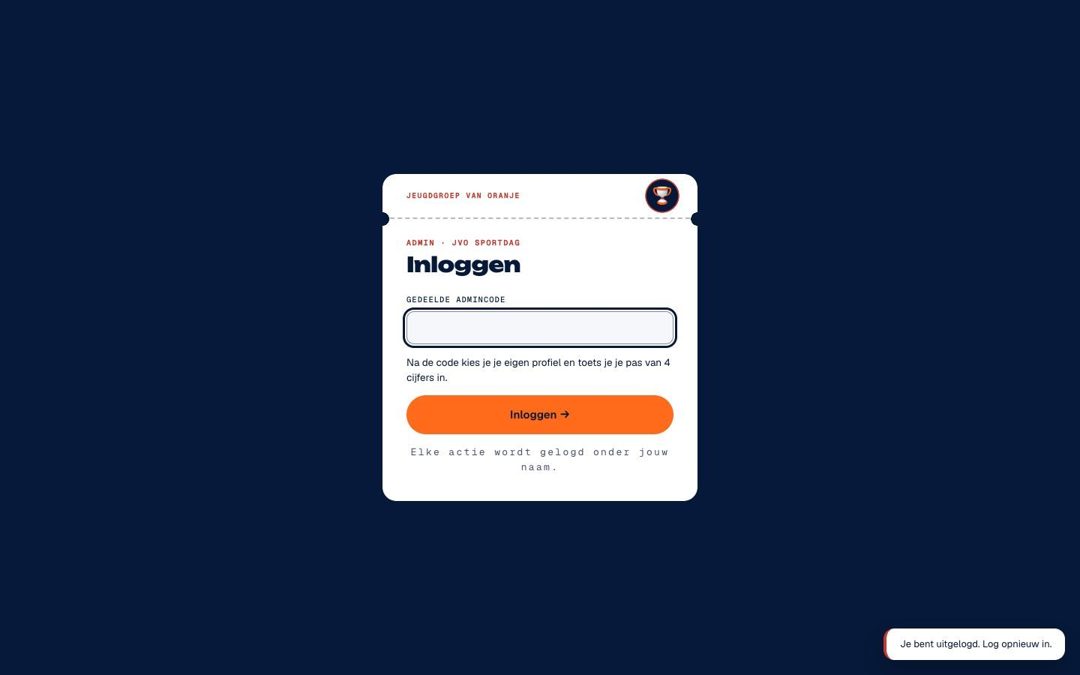 JEUGDGROEP VAN ORANJE
ADMIN · JVO SPORTDAG
Inloggen
GEDEELDE ADMINCODE
Na de code kies je je eigen profiel en toets je je pas van 4
cijfers in.
Inloggen →
Elke actie wordt gelogd onder jouw
naam.
Je bent uitgelogd. Log opnieuw in.